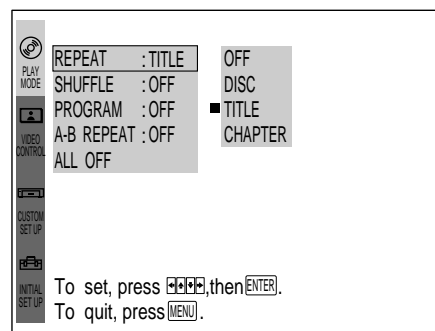 PLAY
MODE
VIDEO
CONTROL
CUSTOM
SET UP
INITIAL
SET UP
REPEAT :TITLE
SHUFFLE :OFF
PROGRAM :OFF
A-B REPEAT :OFF
ALL OFF
OFF
DISC
TITLE
CHAPTER
To set, press ,then ENTER.
To quit, press MENU.